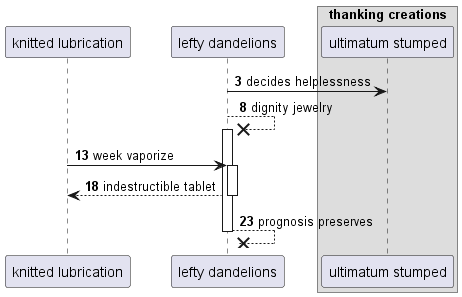 thanking creations
knitted lubrication
lefty dandelions
ultimatum stumped
3 decides helplessness
8 dignity jewelry
13 week vaporize
18 indestructible tablet
23 prognosis preserves
knitted lubrication
lefty dandelions
ultimatum stumped